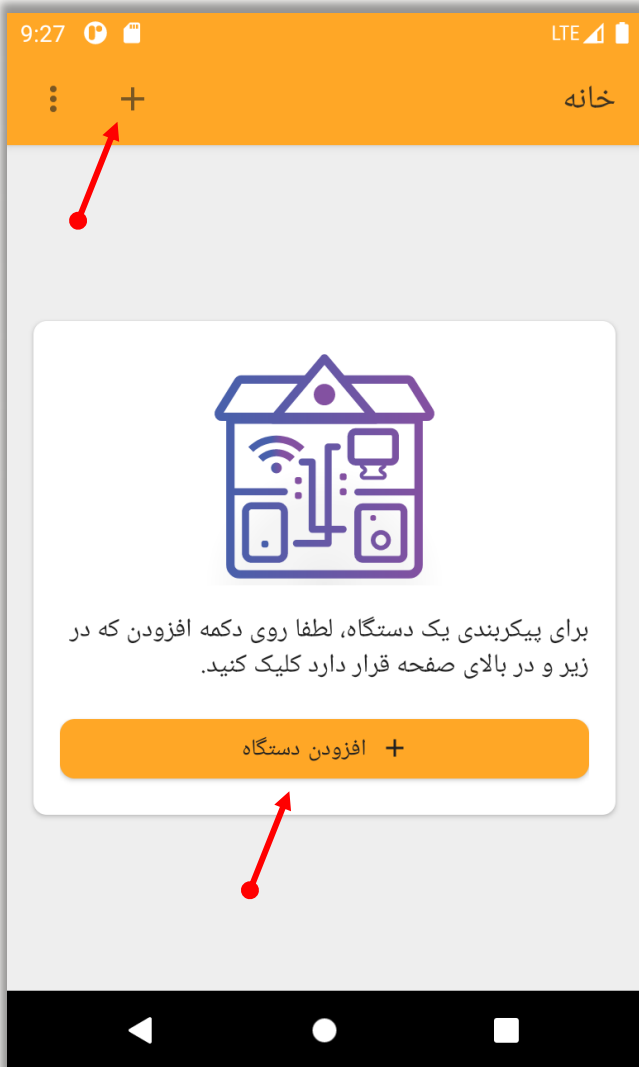 9:27
LTE
خانه
برای پیکربندی یک دستگاه، لطفا روی دکمه افزودن که در
زیر و در بالای صفحه قرار دارد کلیک کنید.
+ افزودن دستگاه